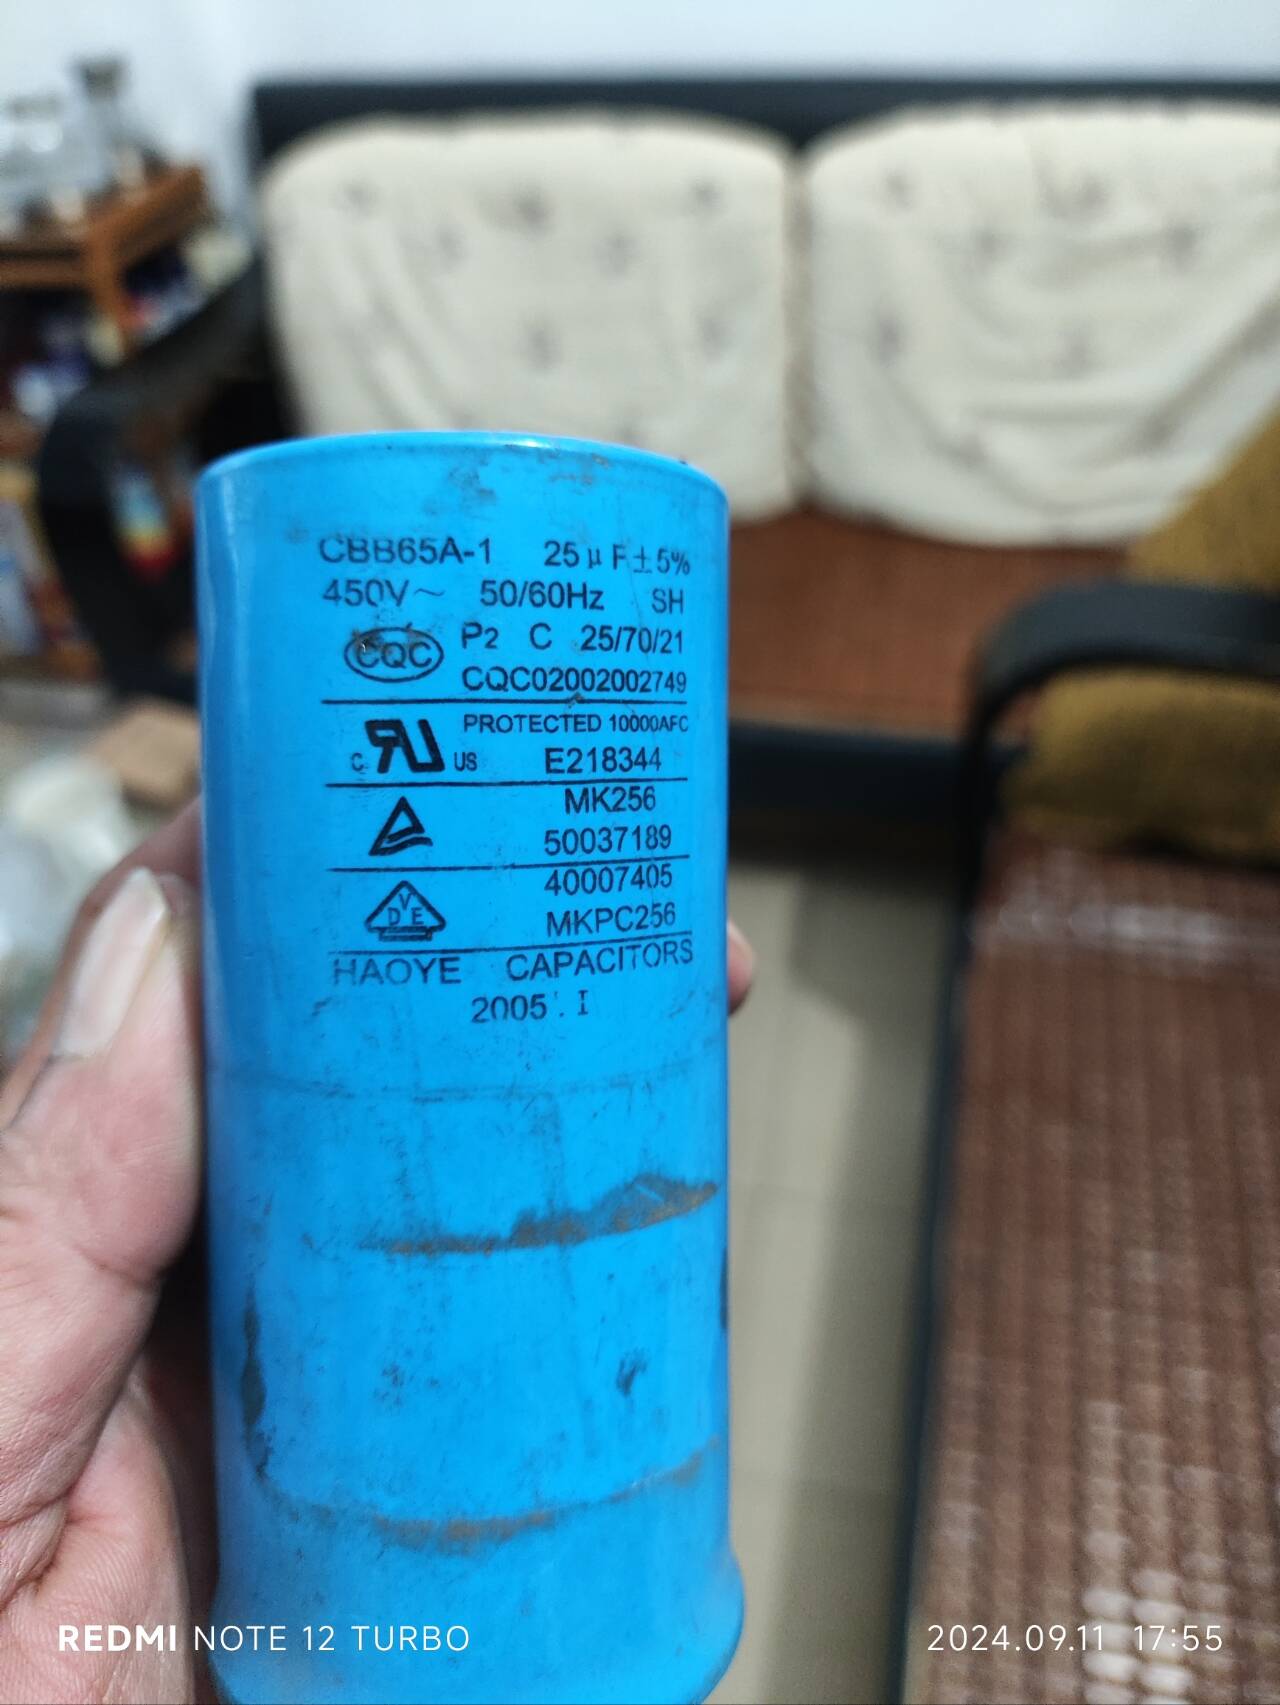 CBB65A-1 25μF±5%
450V~ 50/60Hz SH
CQC P2 C 25/70/21
CQC02002002749
PROTECTED 10000AFC
c RU US E218344
MK256
50037189
40007405
VDE MKPC256
HAOYE CAPACITORS
2005. I
REDMI NOTE 12 TURBO
2024.09.11 17:55